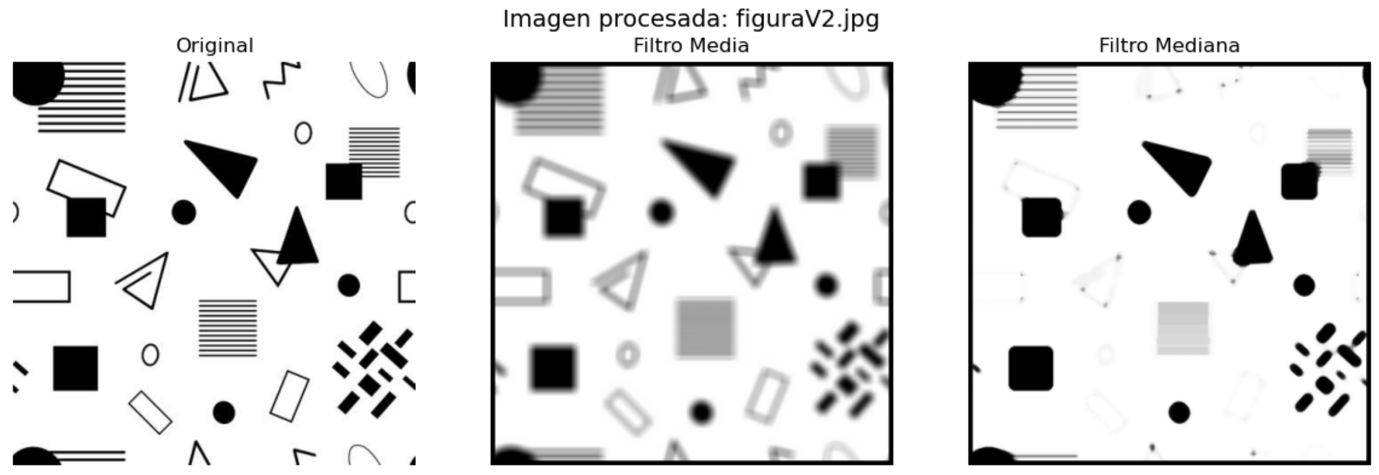 Imagen procesada: figuraV2.jpg
Original
Filtro Media
Filtro Mediana